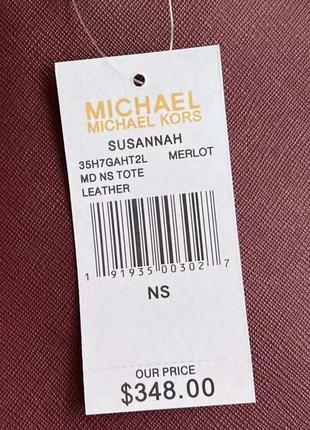 MICHAEL
MICHAEL KORS
SUSANNAH
35H7GAHT2L MERLOT
MD NS TOTE
LEATHER
1 91935 00302 7
NS
OUR PRICE
$348.00